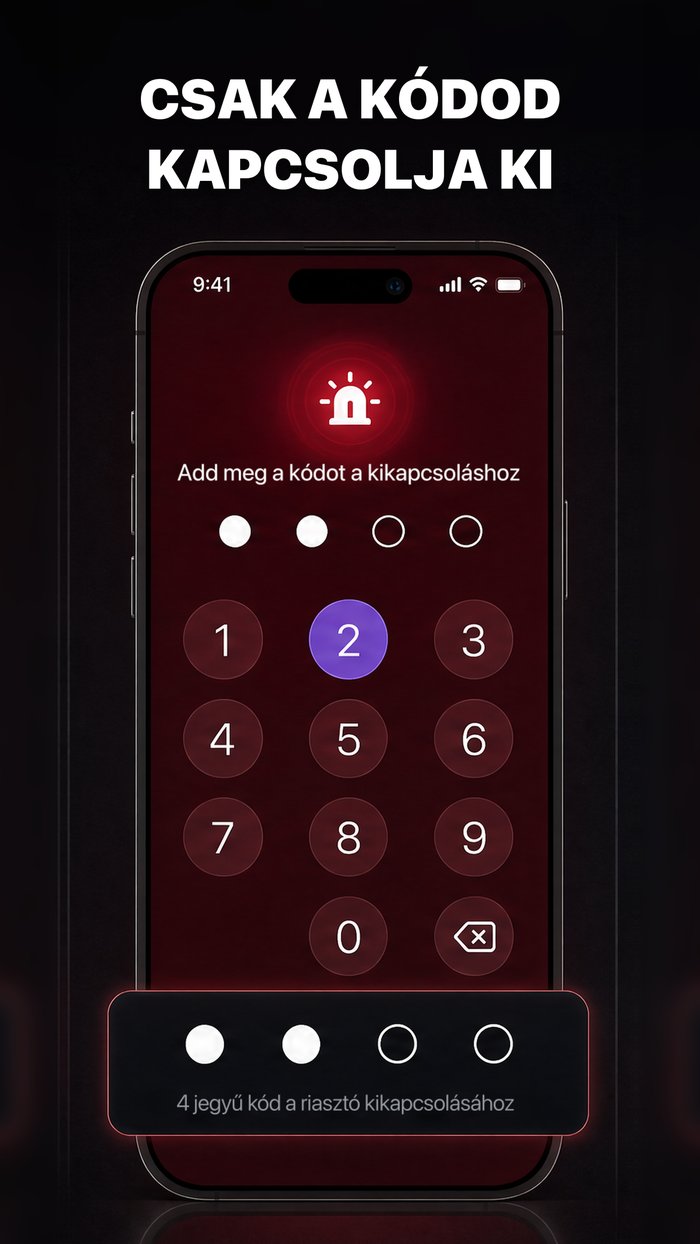 CSAK A KÓDOD
KAPCSOLJA KI
9:41
Add meg a kódot a kikapcsoláshoz
1 2 3
4 5 6
7 8 9
0
4 jegyű kód a riasztó kikapcsolásához